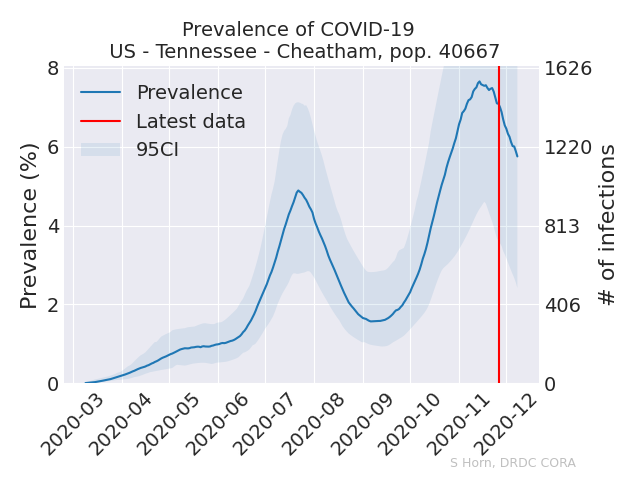 Prevalence of COVID-19
US - Tennessee - Cheatham, pop. 40667
Prevalence (%)
8
6
4
2
0
Prevalence
Latest data
95CI
1626
1220
813
406
0
# of infections
2020-03
2020-04
2020-05
2020-06
2020-07
2020-08
2020-09
2020-10
2020-11
2020-12
S Horn, DRDC CORA